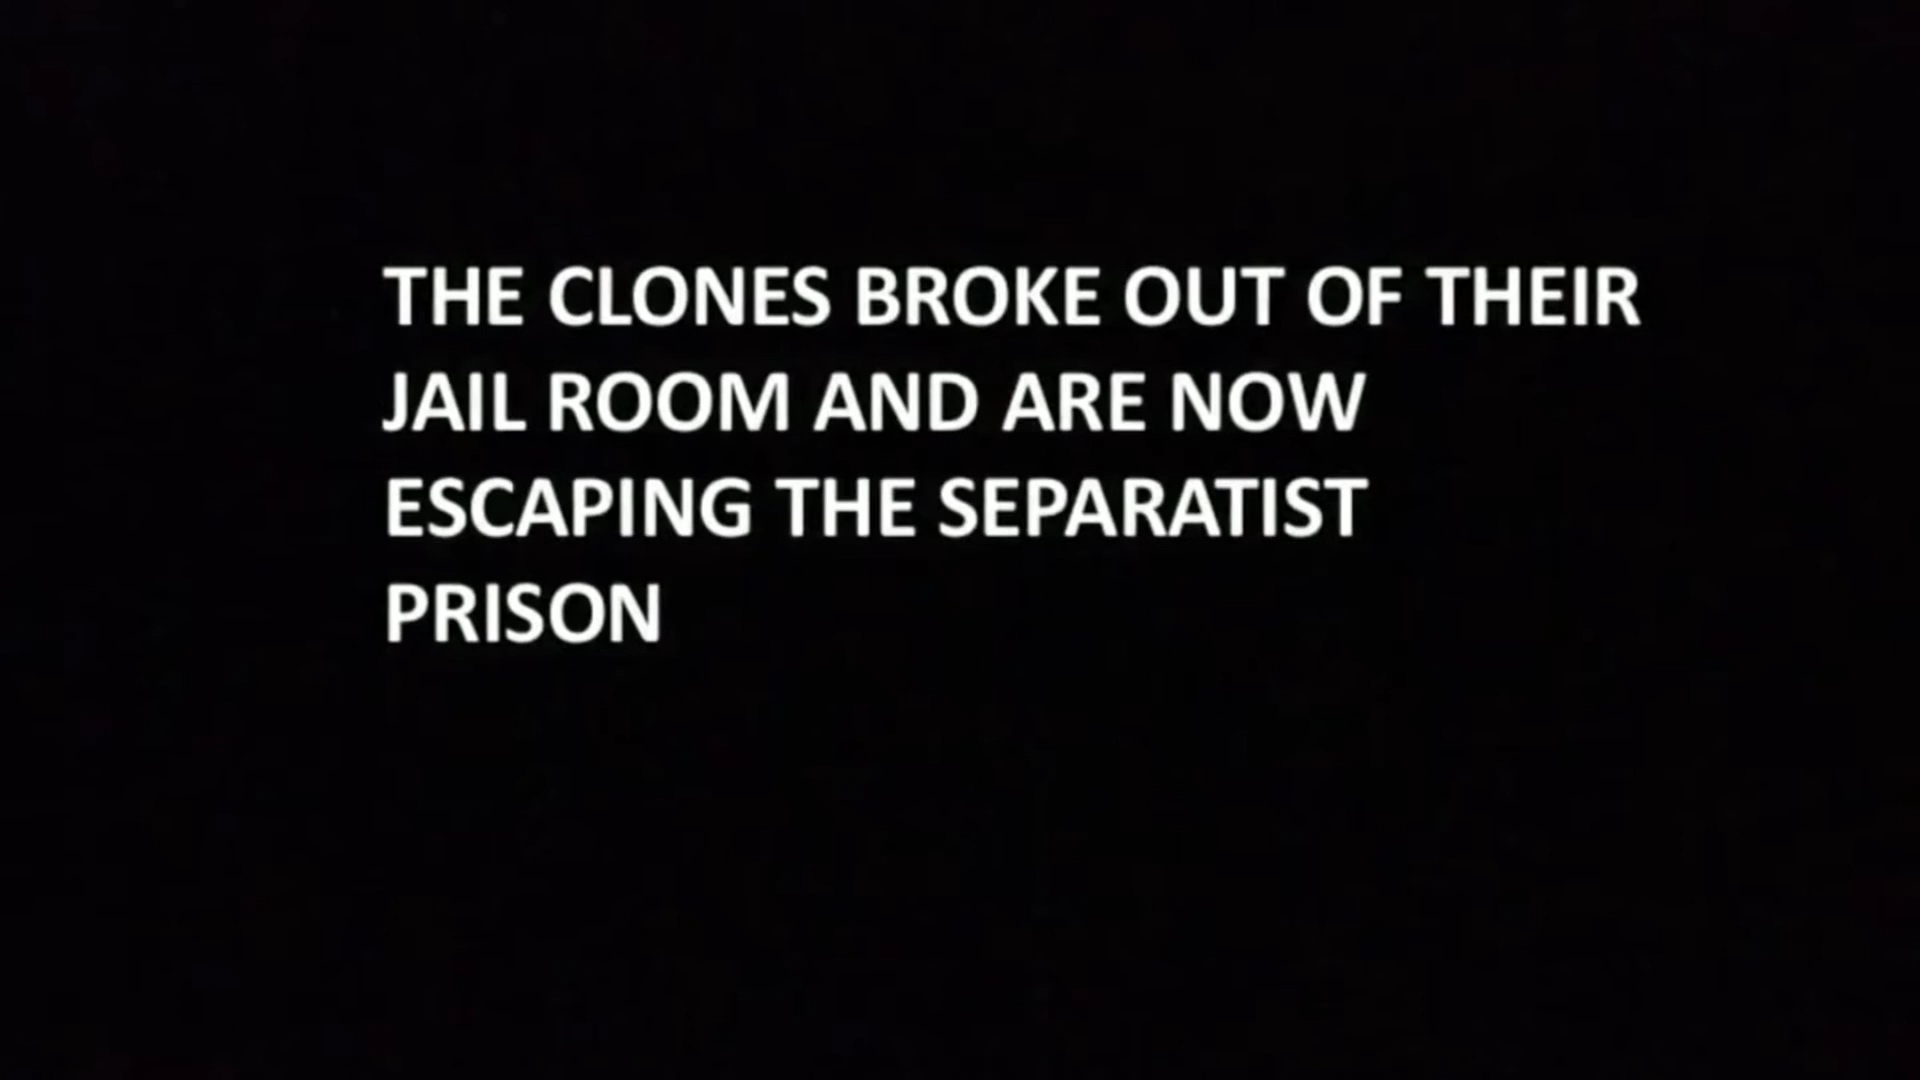 THE CLONES BROKE OUT OF THEIR
JAIL ROOM AND ARE NOW
ESCAPING THE SEPARATIST
PRISON